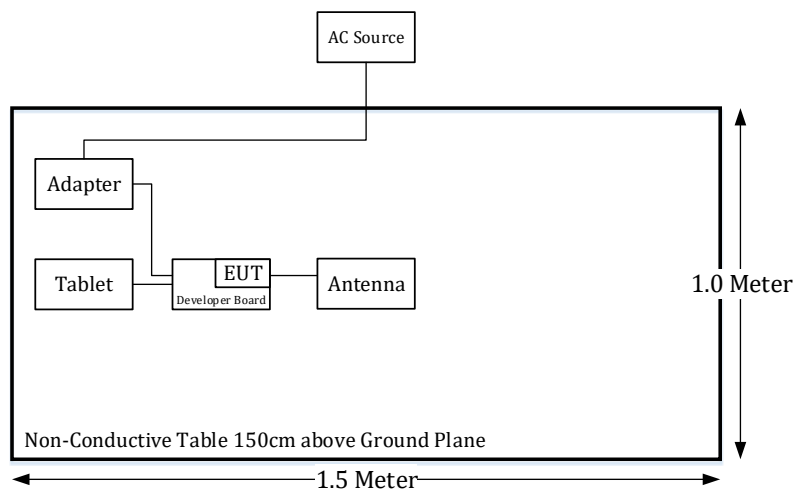 AC Source
Adapter
Tablet
EUT
Developer Board
Antenna
1.0 Meter
Non-Conductive Table 150cm above Ground Plane
1.5 Meter